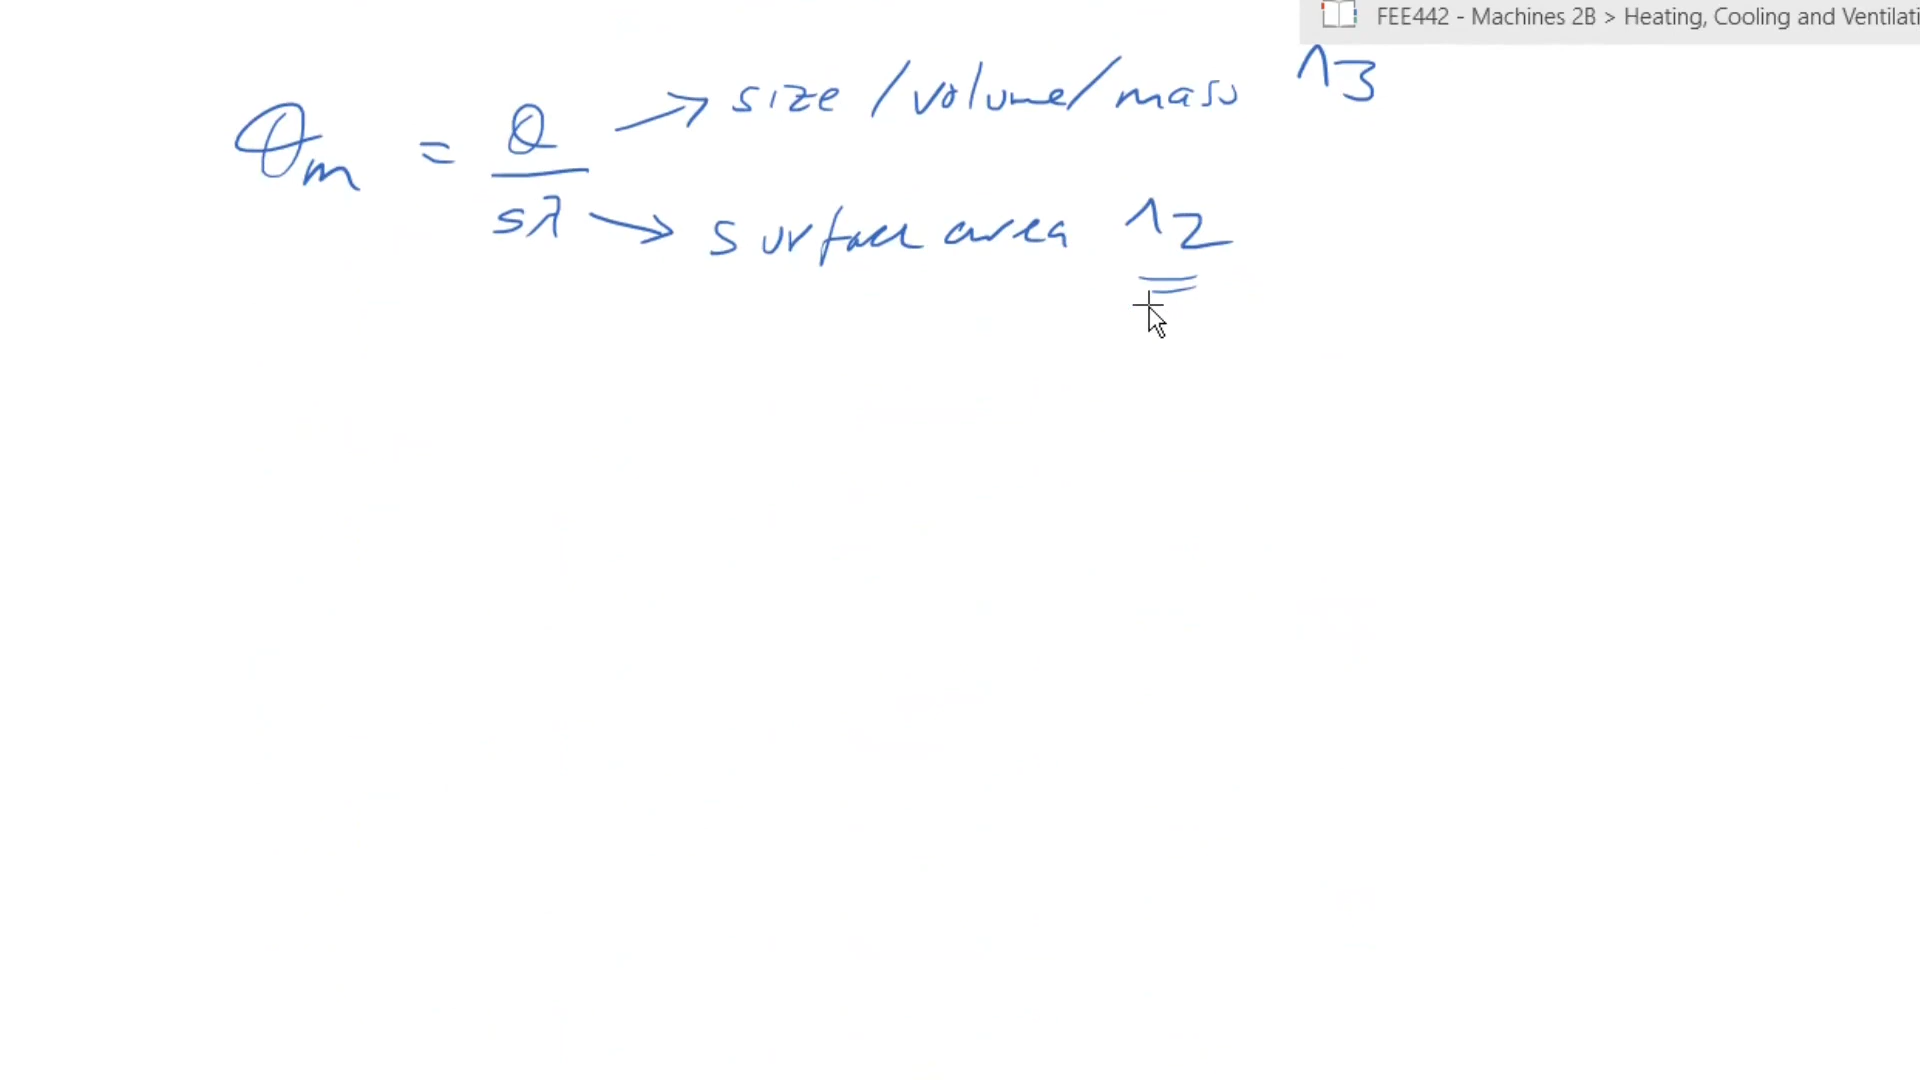 FEE442 - Machines 2B > Heating, Cooling and Ventilati
θm = Q/sλ
→ size / volume / mass ^3
→ surface area ^2